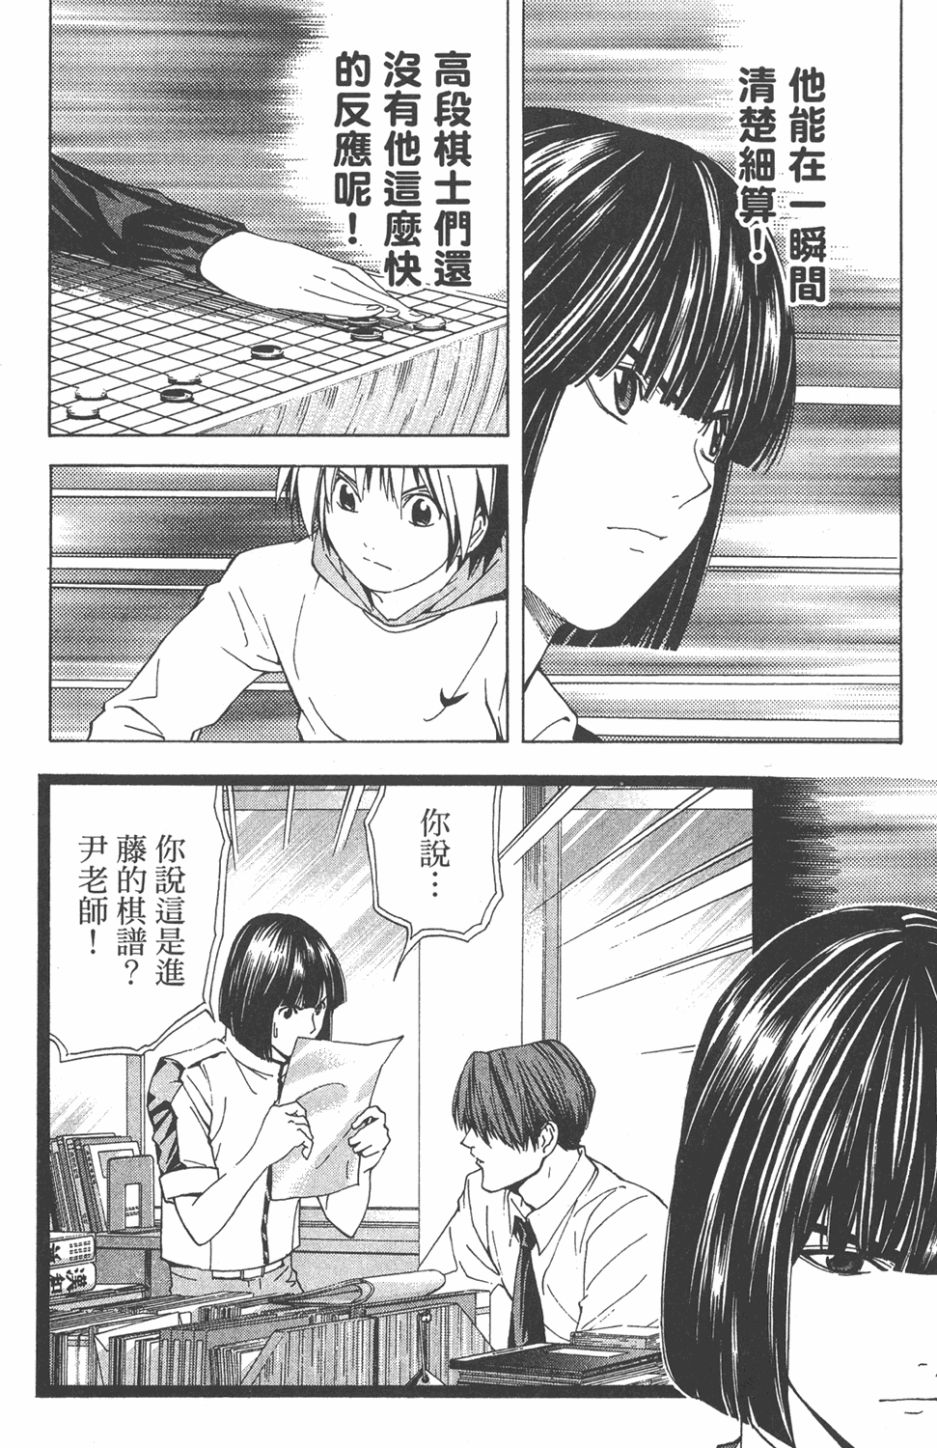 他能在一瞬間
清楚細算！
高段棋士們還
沒有他這麼快
的反應呢！
你說…
你說這是進
藤的棋譜？
尹老師！